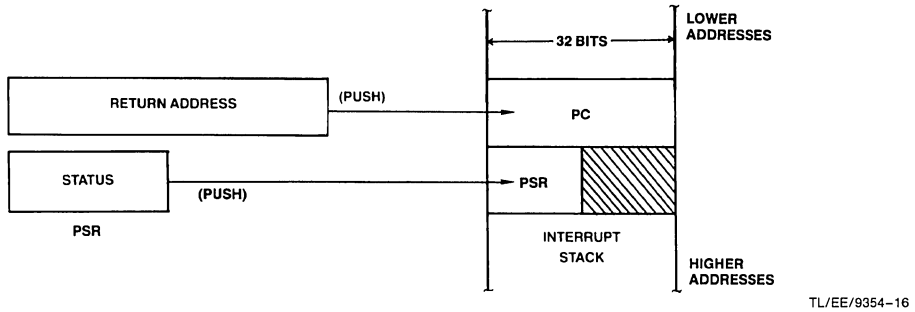 LOWER
ADDRESSES
32 BITS
RETURN ADDRESS
(PUSH)
PC
STATUS
(PUSH)
PSR
PSR
INTERRUPT
STACK
HIGHER
ADDRESSES
TL/EE/9354–16